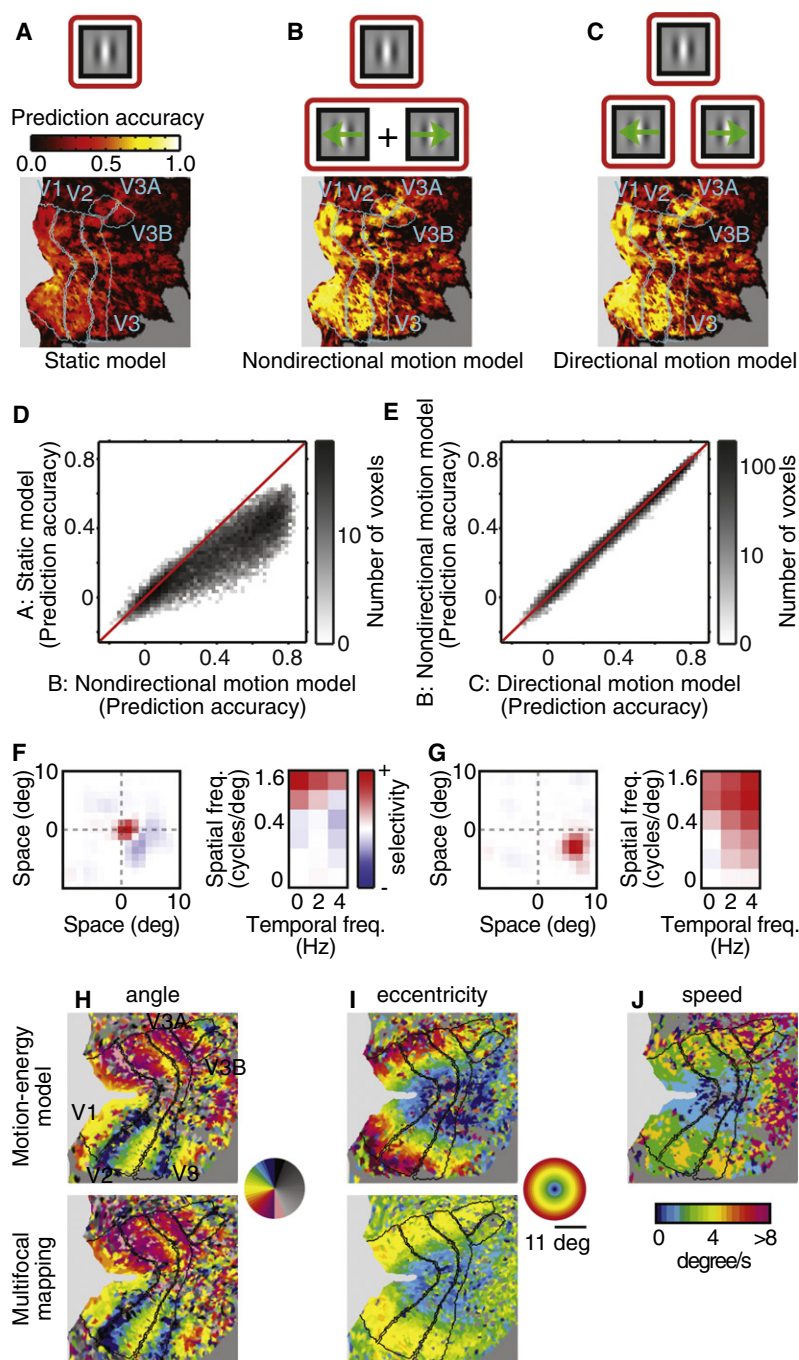 A
B
C
+
Prediction accuracy
0.0 0.5 1.0
V1
V2
V3A
V3B
V3
V1
V2
V3A
V3B
V3
V1
V2
V3A
V3B
V3
Static model
Nondirectional motion model
Directional motion model
D
A: Static model
(Prediction accuracy)
0.8
0.4
0
0 0.4 0.8
B: Nondirectional motion model
(Prediction accuracy)
10
0
Number of voxels
E
B: Nondirectional motion model
(Prediction accuracy)
0.8
0.4
0
0 0.4 0.8
C: Directional motion model
(Prediction accuracy)
100
10
0
Number of voxels
F
Space (deg)
10
0
0 10
Space (deg)
Spatial freq.
(cycles/deg)
1.6
0.4
0
0 2 4
Temporal freq.
(Hz)
+
selectivity
-
G
Space (deg)
10
0
0 10
Space (deg)
Spatial freq.
(cycles/deg)
1.6
0.4
0
0 2 4
Temporal freq.
(Hz)
H angle
I eccentricity
J speed
Motion-energy
model
V3A
V3B
V1
V2
V3
11 deg
0 4 >8
degree/s
Multifocal
mapping